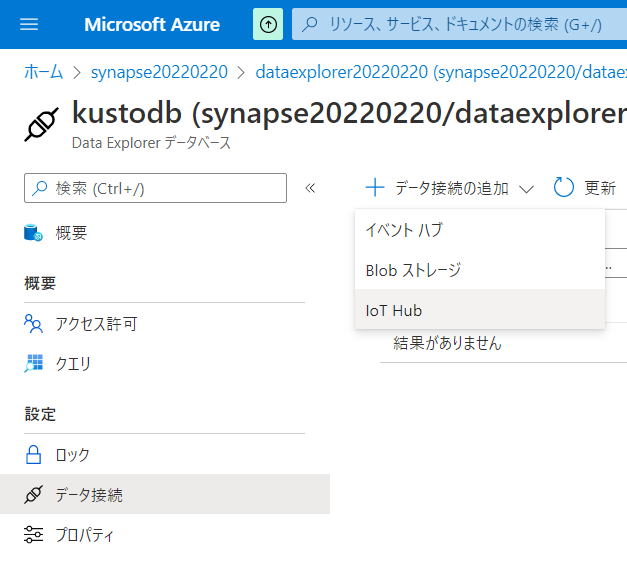 Microsoft Azure
リソース、サービス、ドキュメントの検索 (G+/)
ホーム > synapse20220220 > dataexplorer20220220 (synapse20220220/datae
kustodb (synapse20220220/dataexplorer
Data Explorer データベース
検索 (Ctrl+/)
«
データ接続の追加
更新
概要
イベント ハブ
Blob ストレージ
IoT Hub
結果がありません
概要
アクセス許可
クエリ
設定
ロック
データ接続
プロパティ